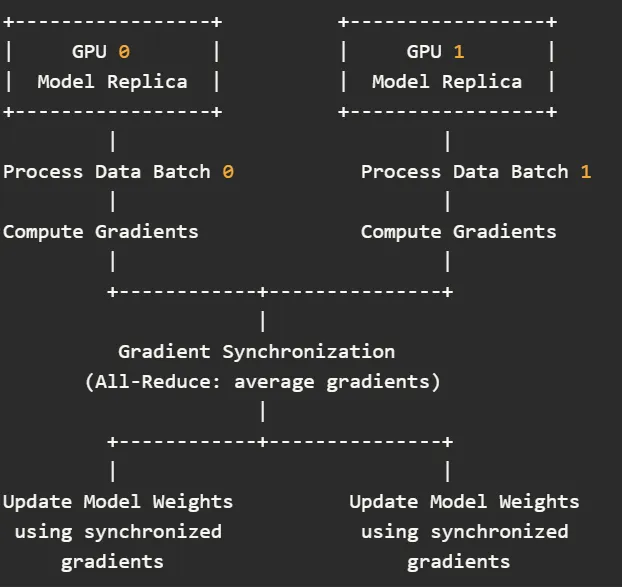 +-----------------+ +-----------------+
| GPU 0 | | GPU 1 |
| Model Replica | | Model Replica |
+-----------------+ +-----------------+
| |
Process Data Batch 0 Process Data Batch 1
| |
Compute Gradients Compute Gradients
| |
+------------+---------------+
|
Gradient Synchronization
(All-Reduce: average gradients)
|
+------------+---------------+
| |
Update Model Weights Update Model Weights
using synchronized using synchronized
gradients gradients